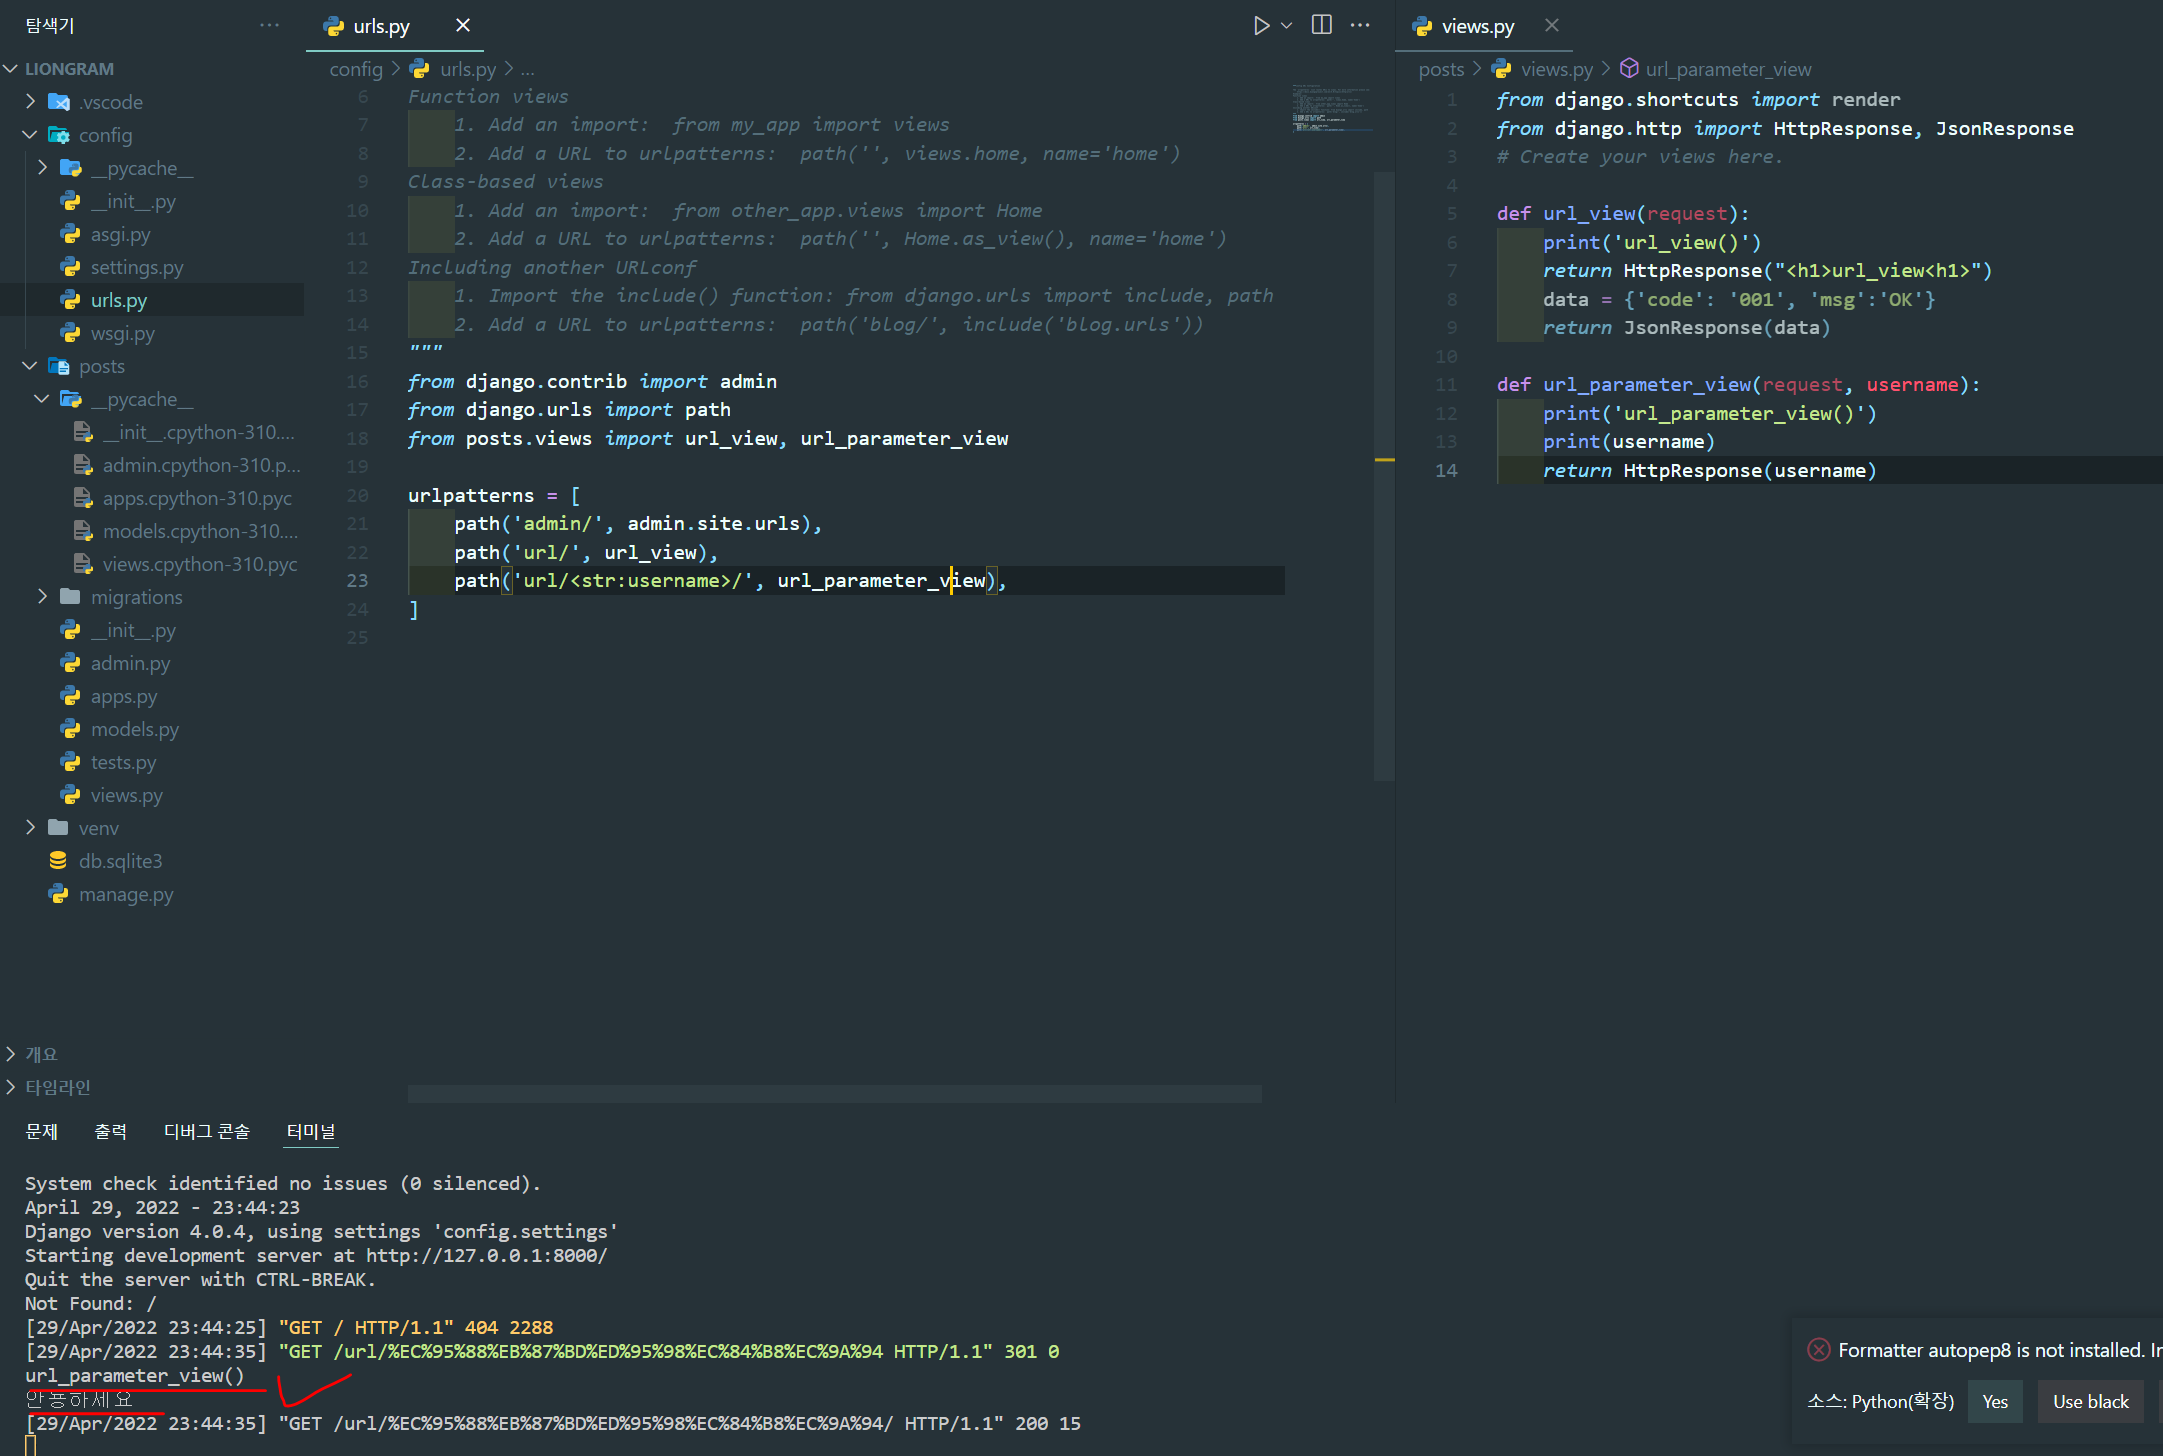 탐색기
LIONGRAM
.vscode
config
__pycache__
__init__.py
asgi.py
settings.py
urls.py
wsgi.py
posts
__pycache__
__init__.cpython-310....
admin.cpython-310.p...
apps.cpython-310.pyc
models.cpython-310....
views.cpython-310.pyc
migrations
__init__.py
admin.py
apps.py
models.py
tests.py
views.py
venv
db.sqlite3
manage.py
개요
타임라인
urls.py
config > urls.py > ...
6 Function views
7     1. Add an import:  from my_app import views
8     2. Add a URL to urlpatterns:  path('', views.home, name='home')
9 Class-based views
10     1. Add an import:  from other_app.views import Home
11     2. Add a URL to urlpatterns:  path('', Home.as_view(), name='home')
12 Including another URLconf
13     1. Import the include() function: from django.urls import include, path
14     2. Add a URL to urlpatterns:  path('blog/', include('blog.urls'))
15 """
16 from django.contrib import admin
17 from django.urls import path
18 from posts.views import url_view, url_parameter_view
19
20 urlpatterns = [
21     path('admin/', admin.site.urls),
22     path('url/', url_view),
23     path('url/<str:username>/', url_parameter_view),
24 ]
25
views.py
posts > views.py > url_parameter_view
1 from django.shortcuts import render
2 from django.http import HttpResponse, JsonResponse
3 # Create your views here.
4
5 def url_view(request):
6     print('url_view()')
7     return HttpResponse("<h1>url_view<h1>")
8     data = {'code': '001', 'msg':'OK'}
9     return JsonResponse(data)
10
11 def url_parameter_view(request, username):
12     print('url_parameter_view()')
13     print(username)
14     return HttpResponse(username)
문제 출력 디버그 콘솔 터미널
System check identified no issues (0 silenced).
April 29, 2022 - 23:44:23
Django version 4.0.4, using settings 'config.settings'
Starting development server at http://127.0.0.1:8000/
Quit the server with CTRL-BREAK.
Not Found: /
[29/Apr/2022 23:44:25] "GET / HTTP/1.1" 404 2288
[29/Apr/2022 23:44:35] "GET /url/%EC%95%88%EB%87%BD%ED%95%98%EC%84%B8%EC%9A%94 HTTP/1.1" 301 0
url_parameter_view()
안뇽하세요
[29/Apr/2022 23:44:35] "GET /url/%EC%95%88%EB%87%BD%ED%95%98%EC%84%B8%EC%9A%94/ HTTP/1.1" 200 15
Formatter autopep8 is not installed. In
소스: Python(확장) Yes Use black